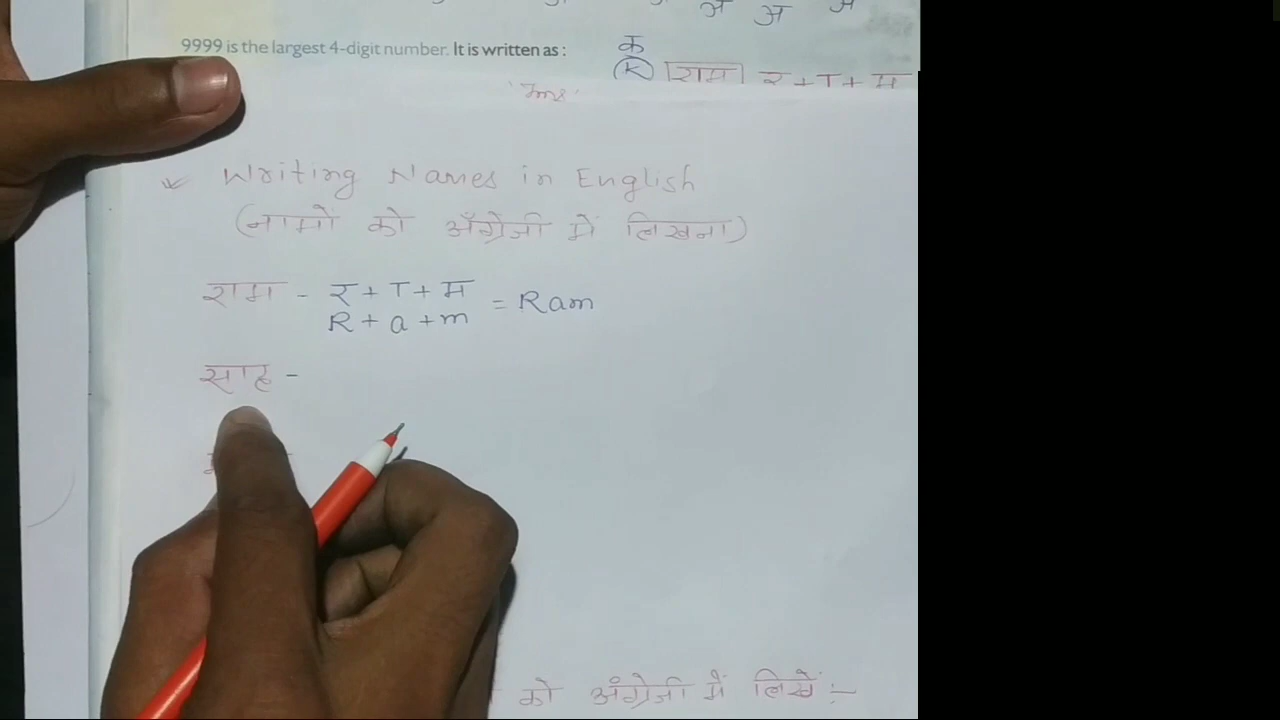 9999 is the largest 4-digit number. It is written as :
क
K राम र + ा + म
* Writing Names in English
(नामों को अँग्रेजी में लिखना)
राम - र + ा + म
R + a + m = Ram
साह -
को अंग्रेजी में लिखें :-